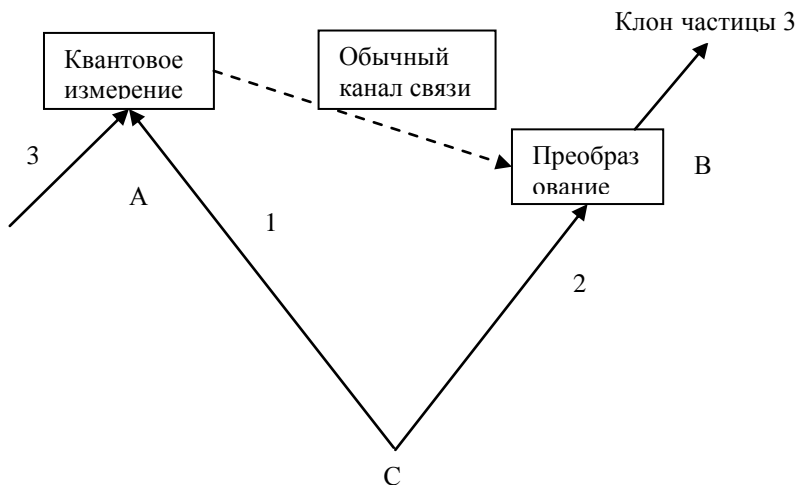 Клон частицы 3
Квантовое
измерение
Обычный
канал связи
3
Преобраз
ование
В
А
1
2
С